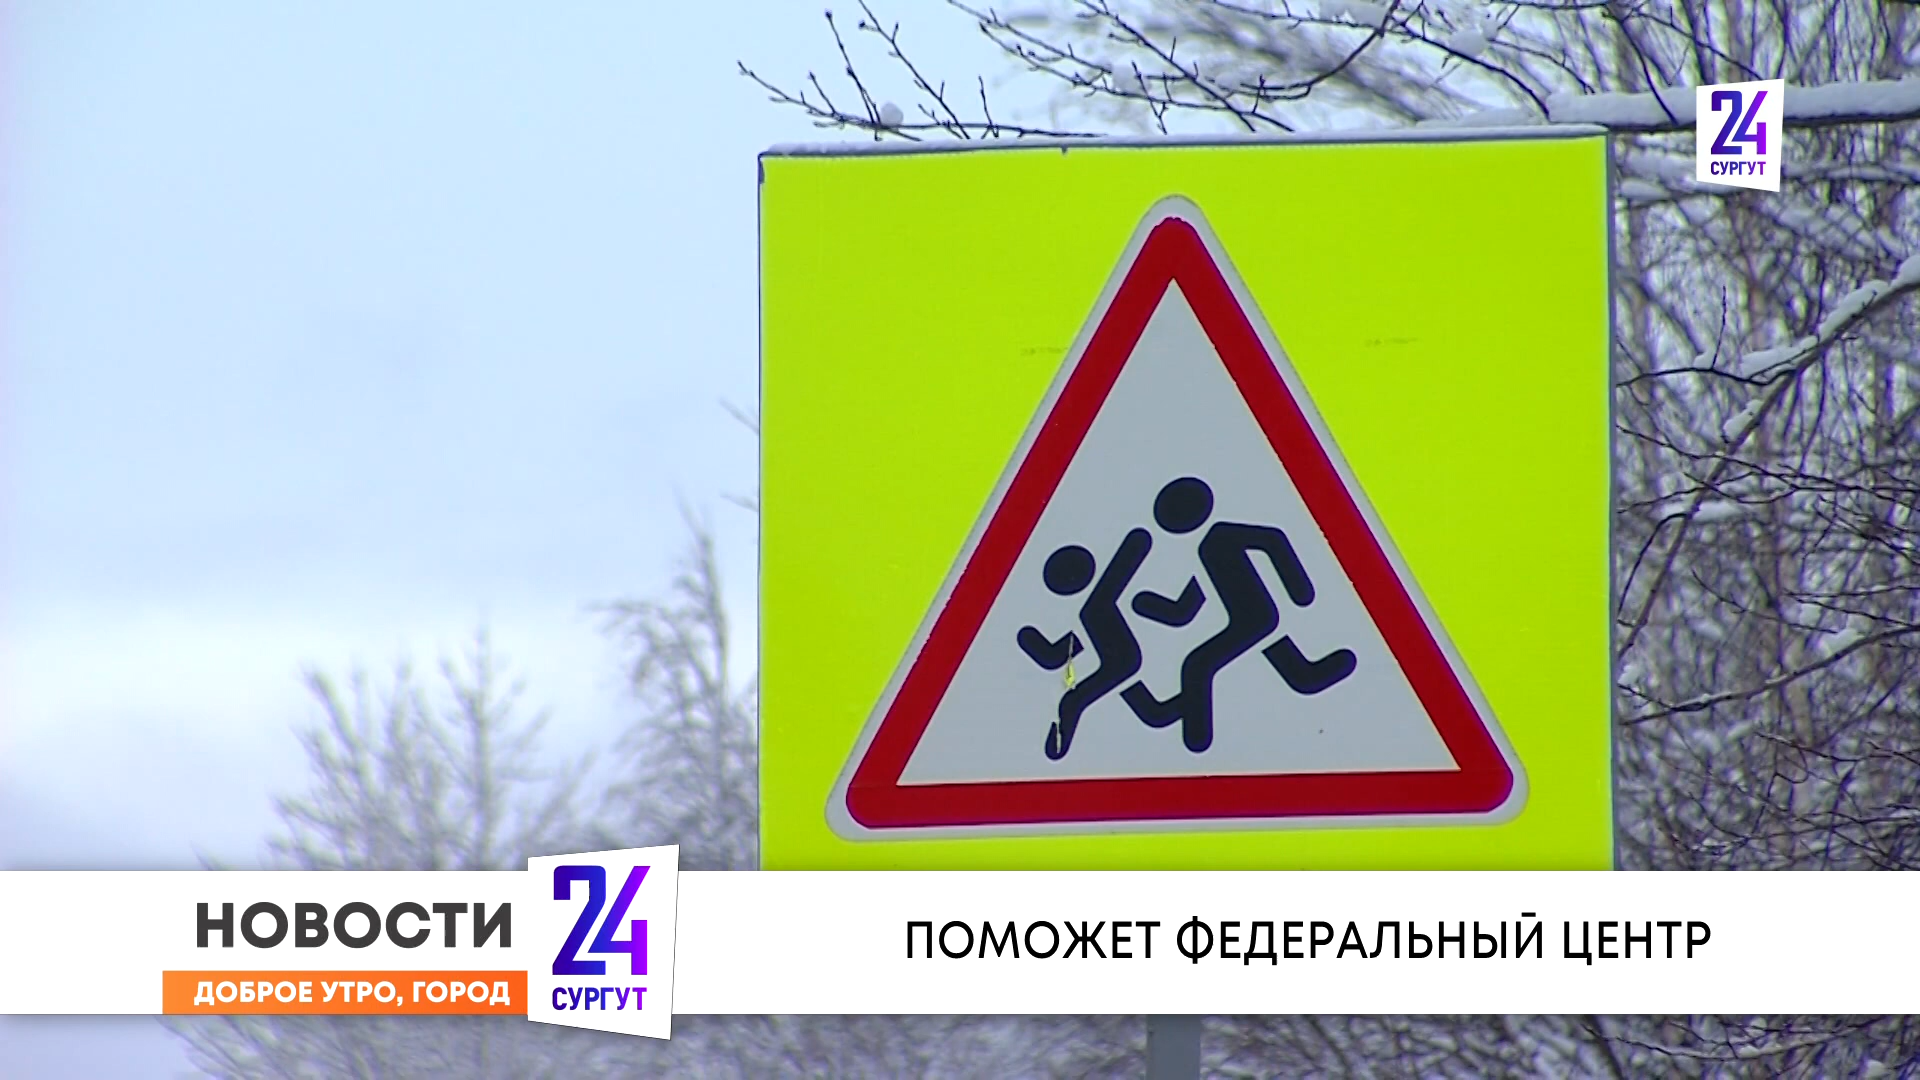 24
СУРГУТ
НОВОСТИ
ДОБРОЕ УТРО, ГОРОД
24
СУРГУТ
ПОМОЖЕТ ФЕДЕРАЛЬНЫЙ ЦЕНТР